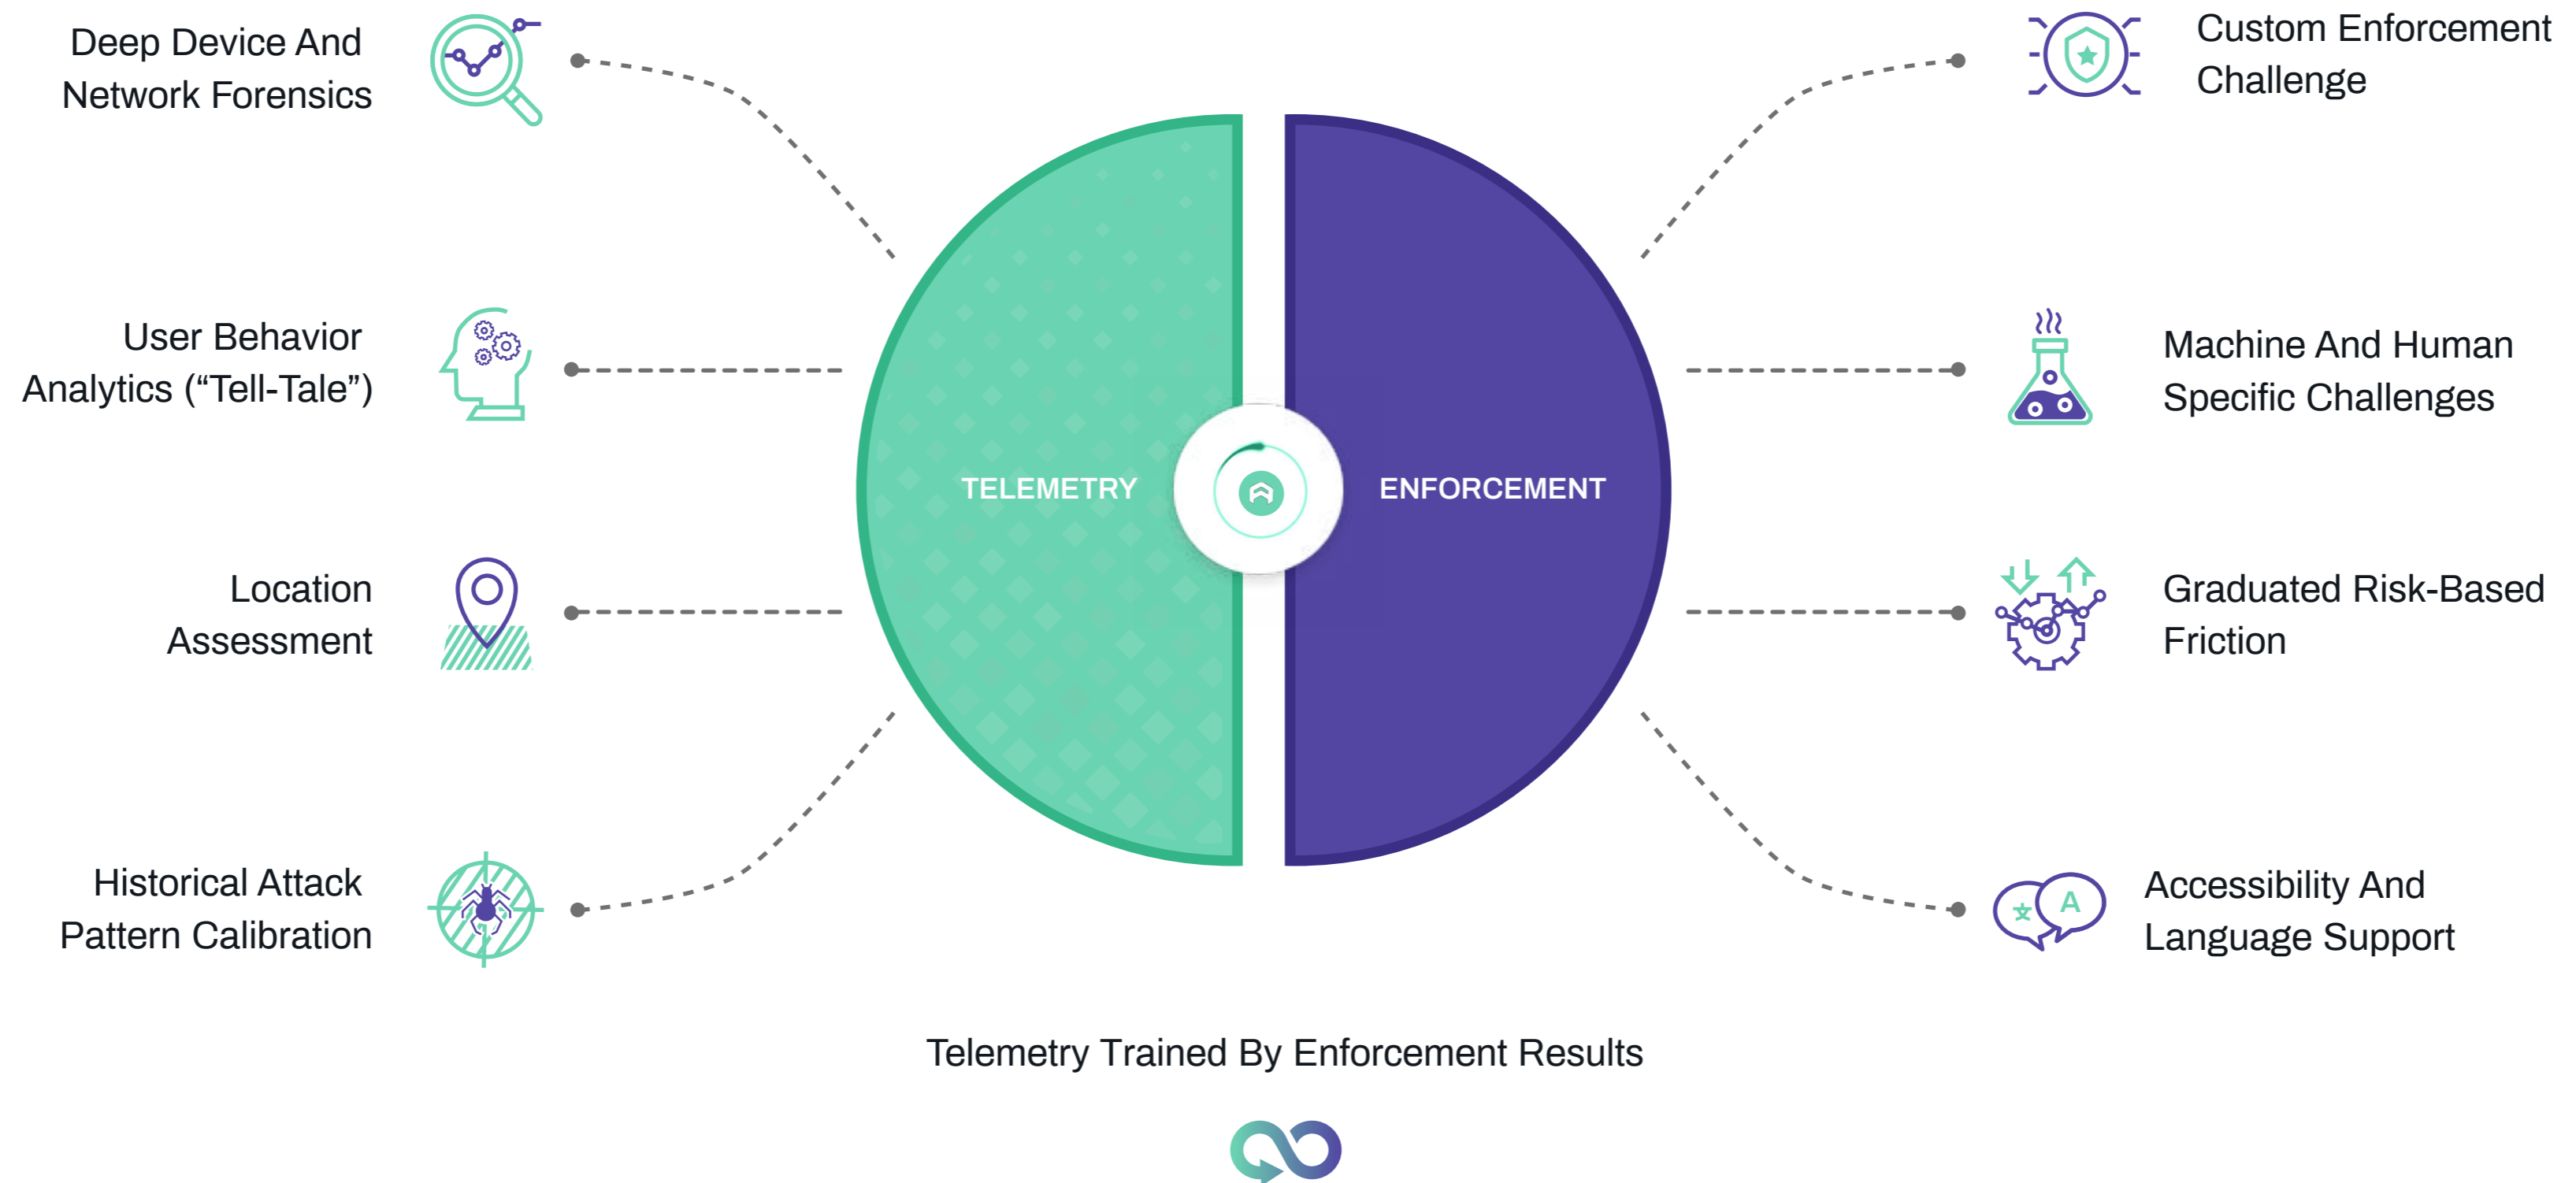 Deep Device And
Network Forensics
User Behavior
Analytics (“Tell-Tale”)
Location
Assessment
Historical Attack
Pattern Calibration
TELEMETRY
ENFORCEMENT
Custom Enforcement
Challenge
Machine And Human
Specific Challenges
Graduated Risk-Based
Friction
文 A
Accessibility And
Language Support
Telemetry Trained By Enforcement Results